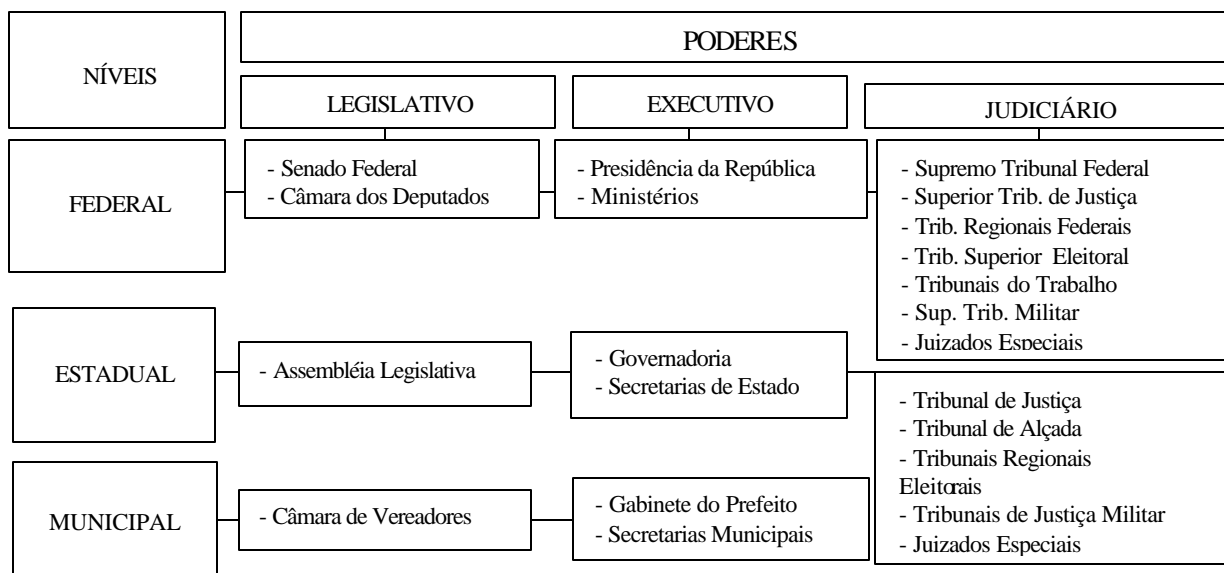 PODERES
NÍVEIS
LEGISLATIVO
EXECUTIVO
JUDICIÁRIO
FEDERAL
- Senado Federal
- Câmara dos Deputados
- Presidência da República
- Ministérios
- Supremo Tribunal Federal
- Superior Trib. de Justiça
- Trib. Regionais Federais
- Trib. Superior Eleitoral
- Tribunais do Trabalho
- Sup. Trib. Militar
- Juizados Especiais
ESTADUAL
- Assembléia Legislativa
- Governadoria
- Secretarias de Estado
- Tribunal de Justiça
- Tribunal de Alçada
- Tribunais Regionais
Eleitorais
- Tribunais de Justiça Militar
- Juizados Especiais
MUNICIPAL
- Câmara de Vereadores
- Gabinete do Prefeito
- Secretarias Municipais